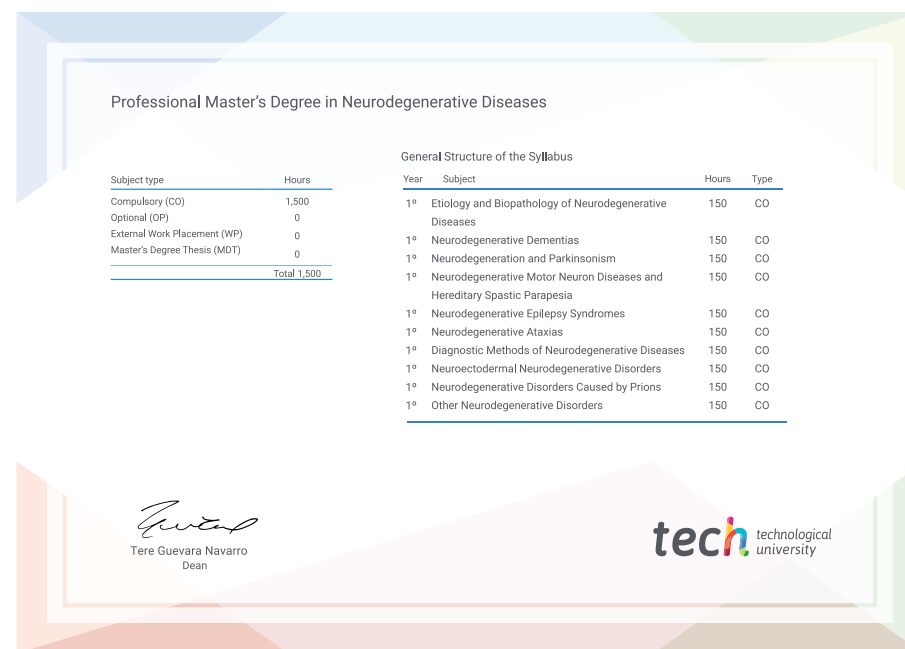 Professional Master's Degree in Neurodegenerative Diseases
Subject type Hours
Compulsory (CO) 1,500
Optional (OP) 0
External Work Placement (WP) 0
Master's Degree Thesis (MDT) 0
Total 1,500
General Structure of the Syllabus
Year Subject Hours Type
1º Etiology and Biopathology of Neurodegenerative 150 CO
Diseases
1º Neurodegenerative Dementias 150 CO
1º Neurodegeneration and Parkinsonism 150 CO
1º Neurodegenerative Motor Neuron Diseases and 150 CO
Hereditary Spastic Parapesia
1º Neurodegenerative Epilepsy Syndromes 150 CO
1º Neurodegenerative Ataxias 150 CO
1º Diagnostic Methods of Neurodegenerative Diseases 150 CO
1º Neuroectodermal Neurodegenerative Disorders 150 CO
1º Neurodegenerative Disorders Caused by Prions 150 CO
1º Other Neurodegenerative Disorders 150 CO
Tere Guevara Navarro
Dean
tech technological
university